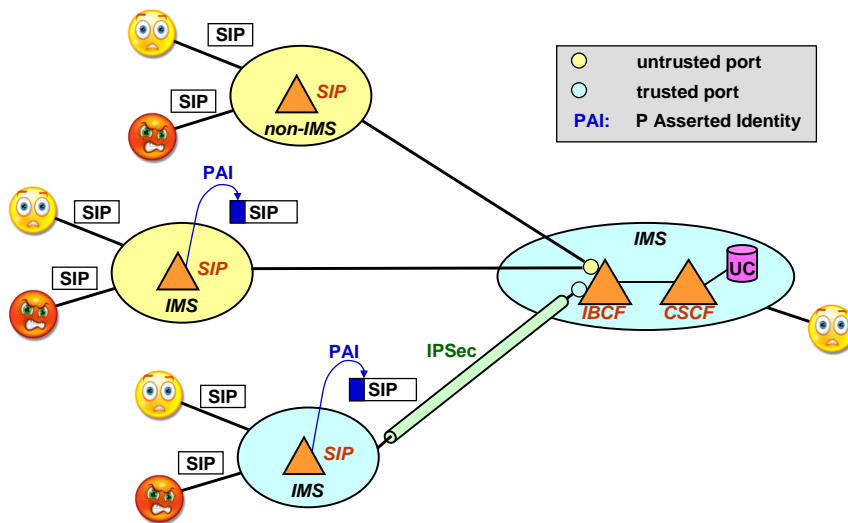 SIP
SIP
SIP
non-IMS
untrusted port
trusted port
PAI: P Asserted Identity
PAI
SIP
SIP
SIP
SIP
IMS
IMS
UC
IBCF
CSCF
PAI
IPSec
SIP
SIP
SIP
SIP
IMS